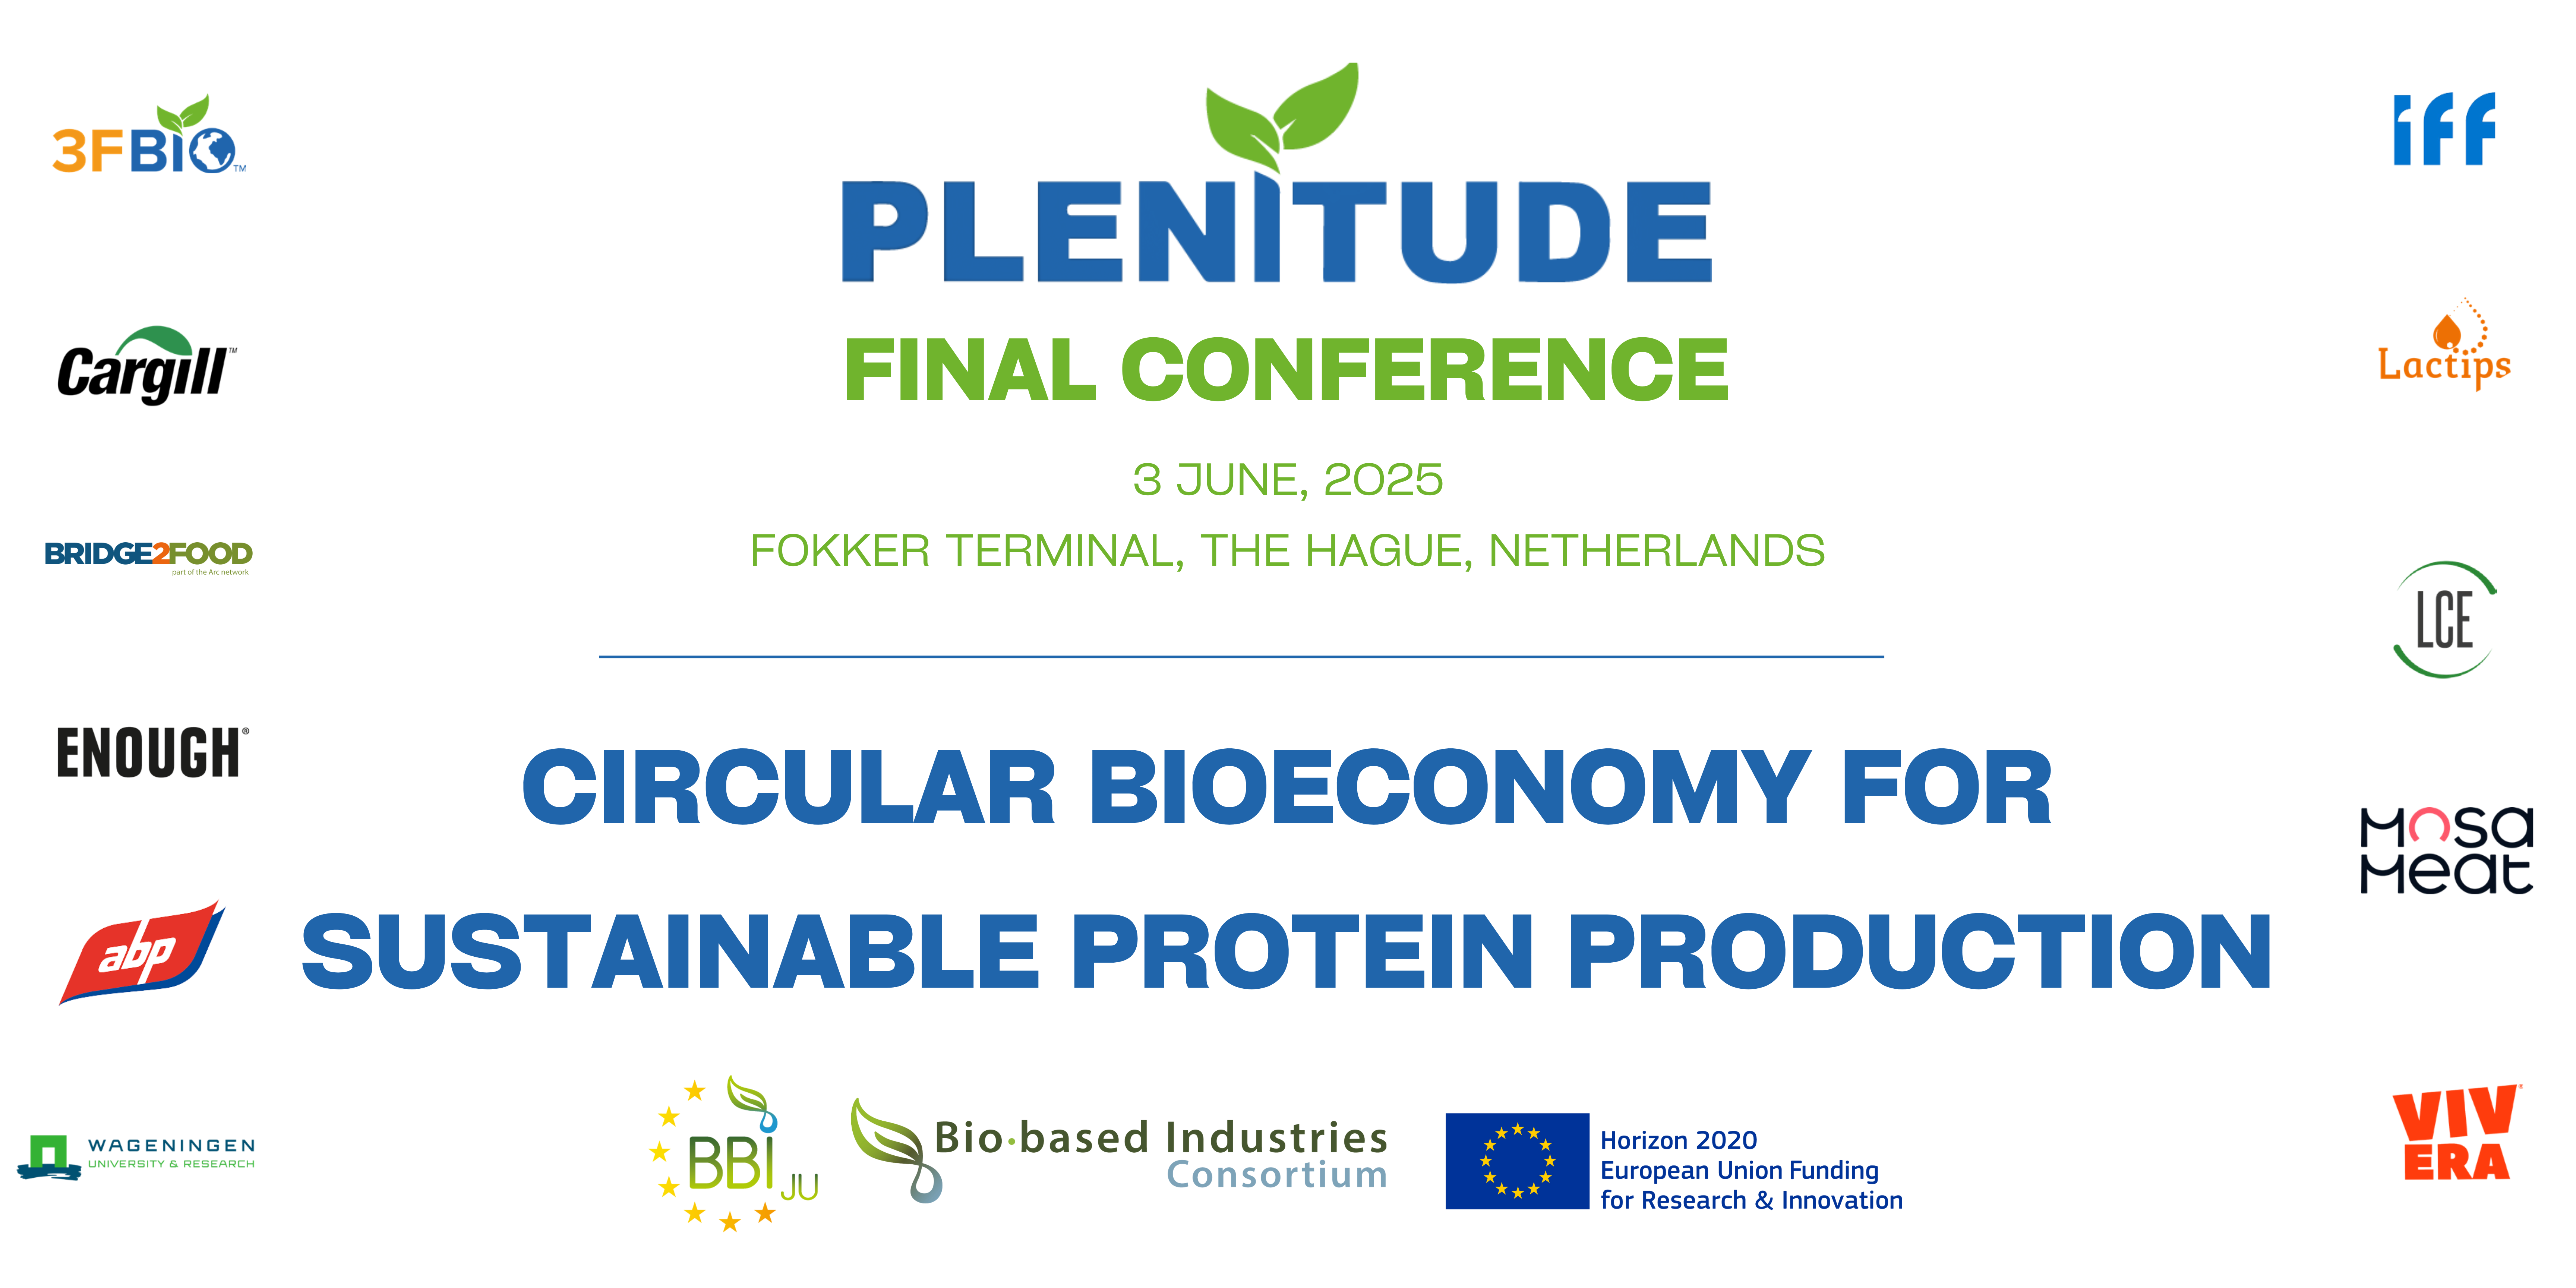 3FBIO™
Cargill™
BRIDGE2FOOD
part of the Arc network
ENOUGH®
abp
WAGENINGEN
UNIVERSITY & RESEARCH
PLENITUDE
FINAL CONFERENCE
3 JUNE, 2025
FOKKER TERMINAL, THE HAGUE, NETHERLANDS
CIRCULAR BIOECONOMY FOR
SUSTAINABLE PROTEIN PRODUCTION
BBI JU
Bio·based Industries
Consortium
Horizon 2020
European Union Funding
for Research & Innovation
iff
Lactips
LCE
Mosa
Meat
VIV
ERA®